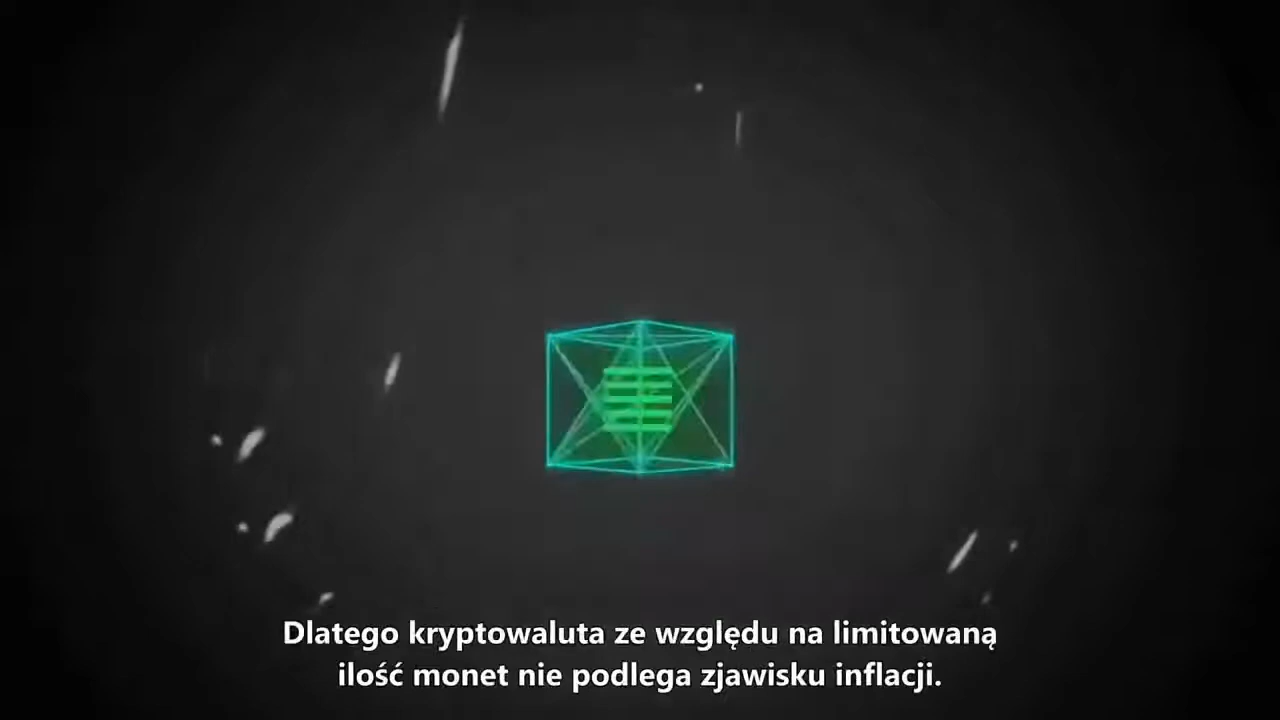 Dlatego kryptowaluta ze względu na limitowaną
ilość monet nie podlega zjawisku inflacji.